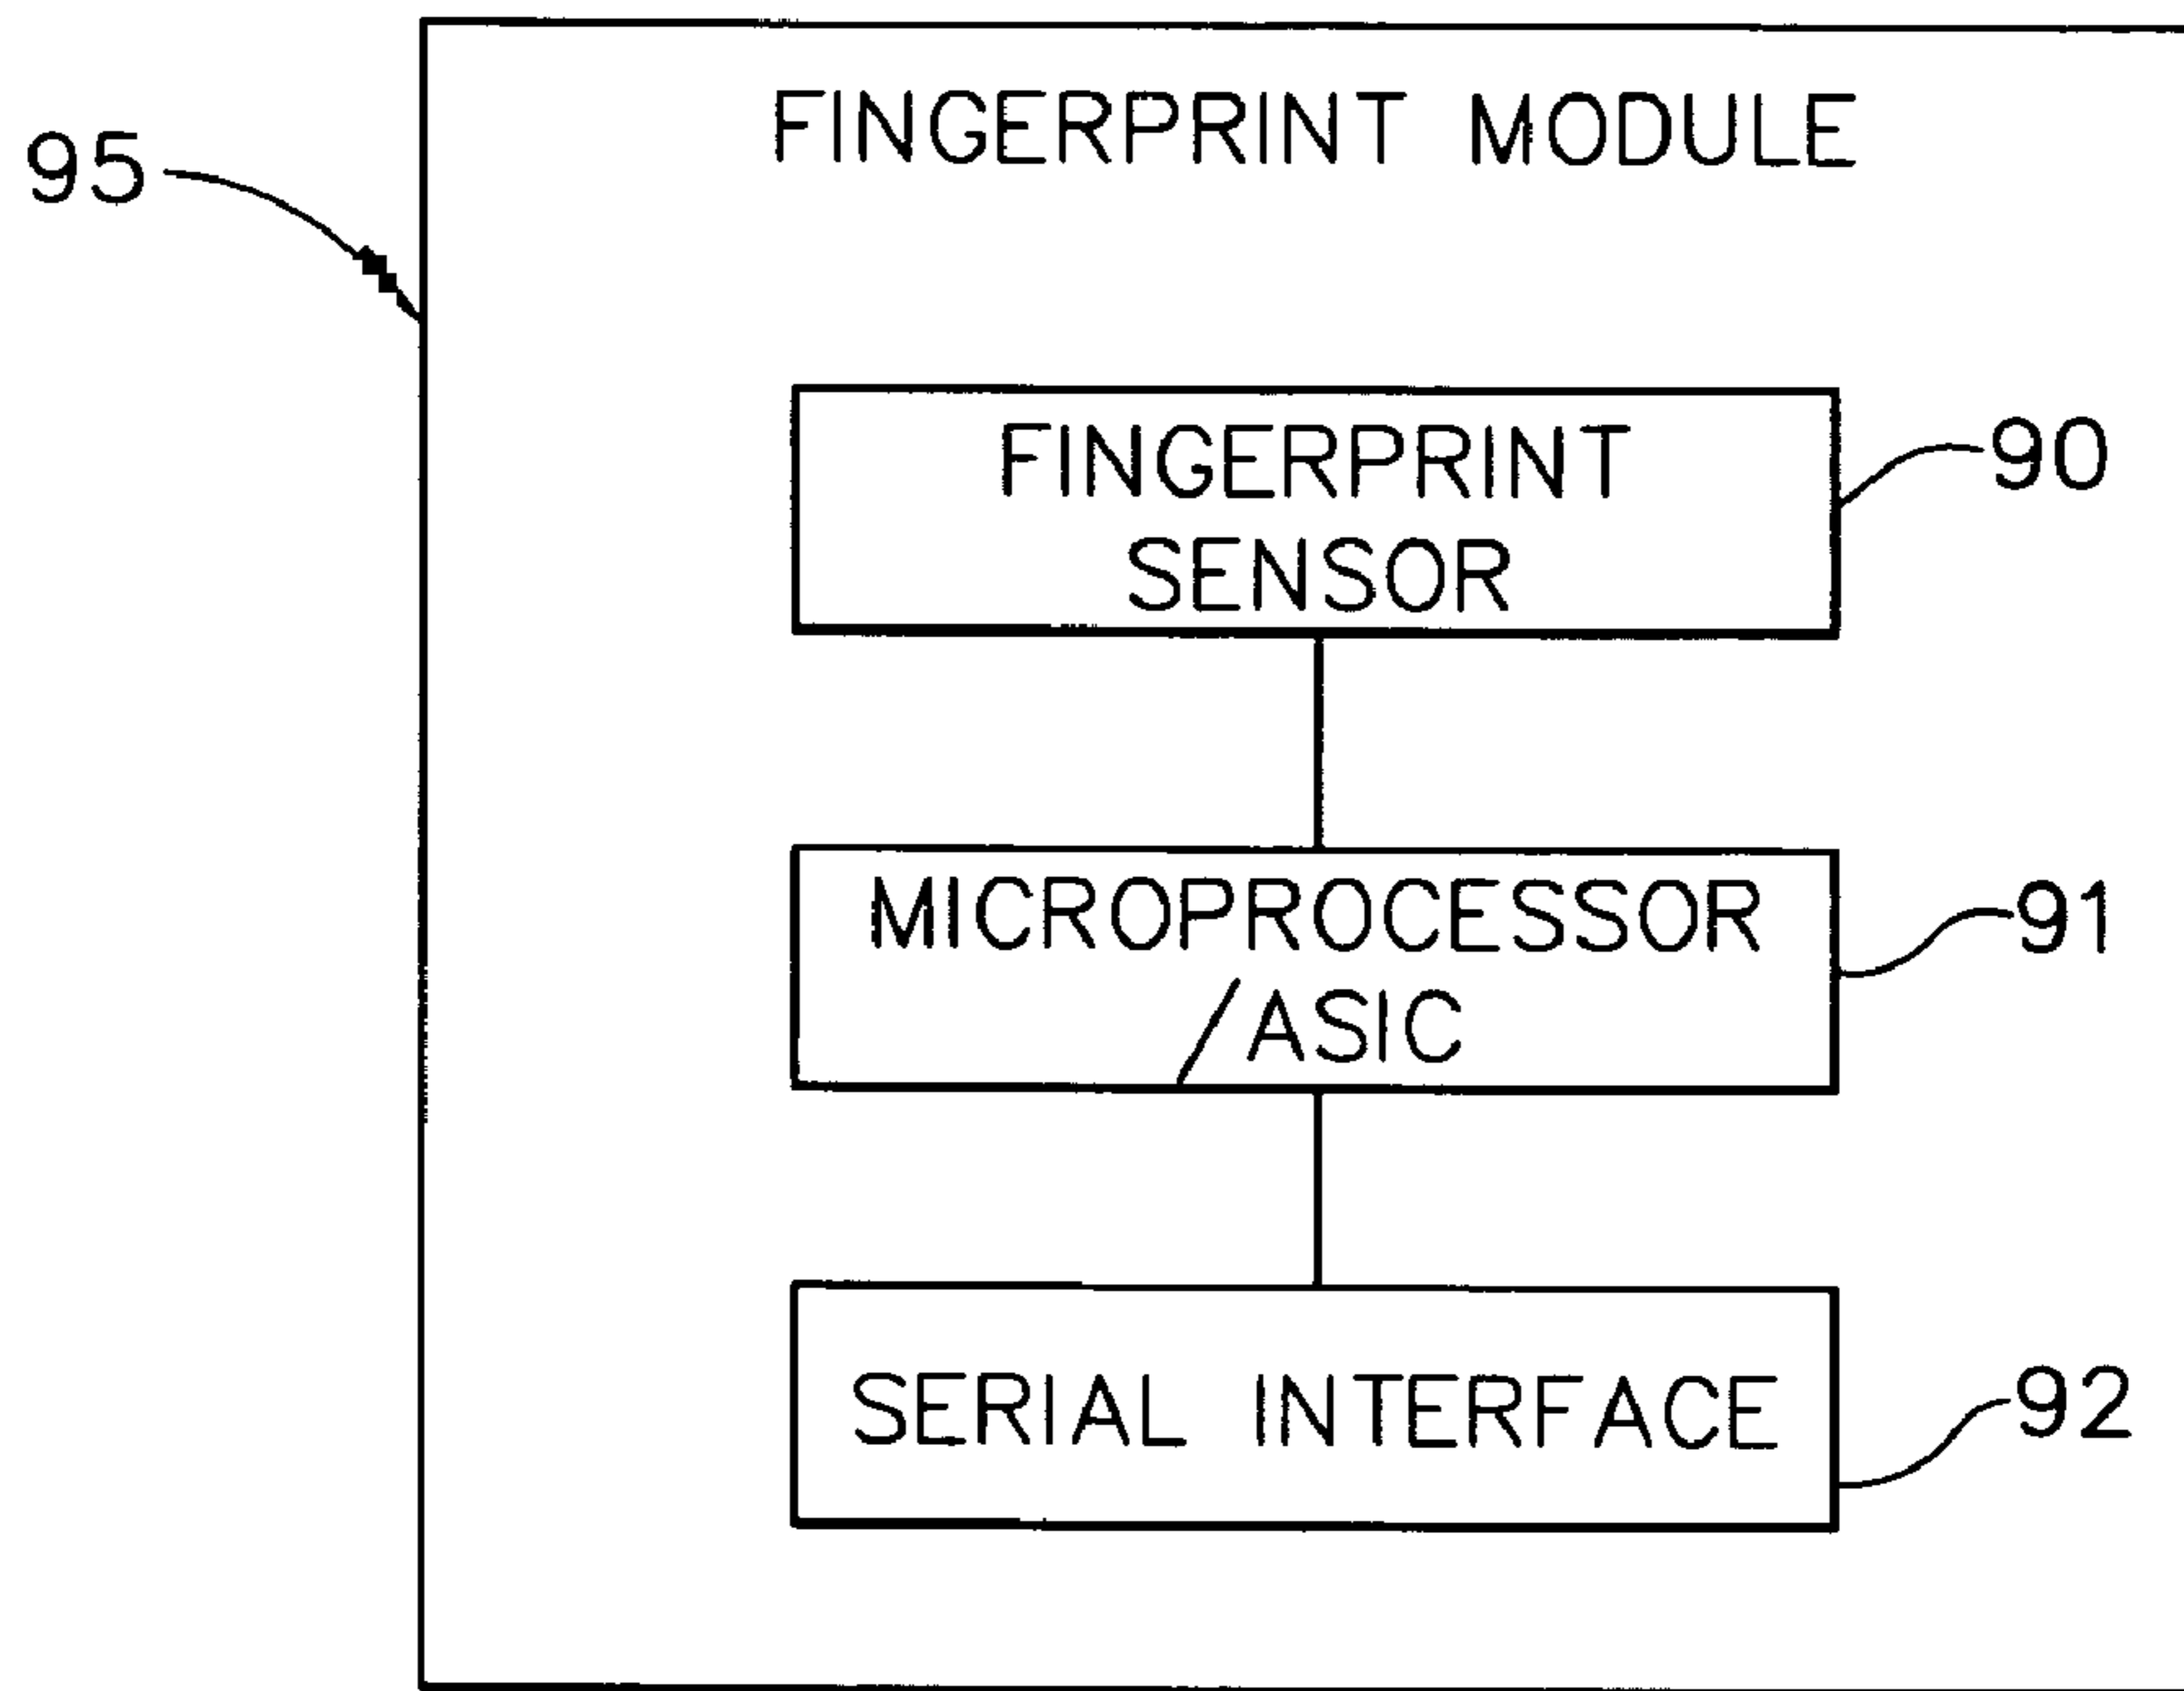 FINGERPRINT MODULE
95
FINGERPRINT
SENSOR
90
MICROPROCESSOR
/ASIC
91
SERIAL INTERFACE
92